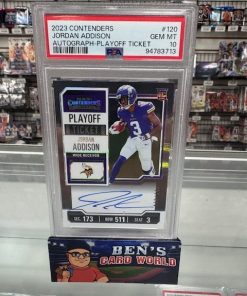 2023 CONTENDERS #120
JORDAN ADDISON GEM MT
AUTOGRAPH-PLAYOFF TICKET 10
PSA 94783713
CONTENDERS
PLAYOFF
TICKET
JORDAN
ADDISON
WIDE RECEIVER
SEC. 173 ROW 511 SEAT 3
BEN'S
CARD WORLD